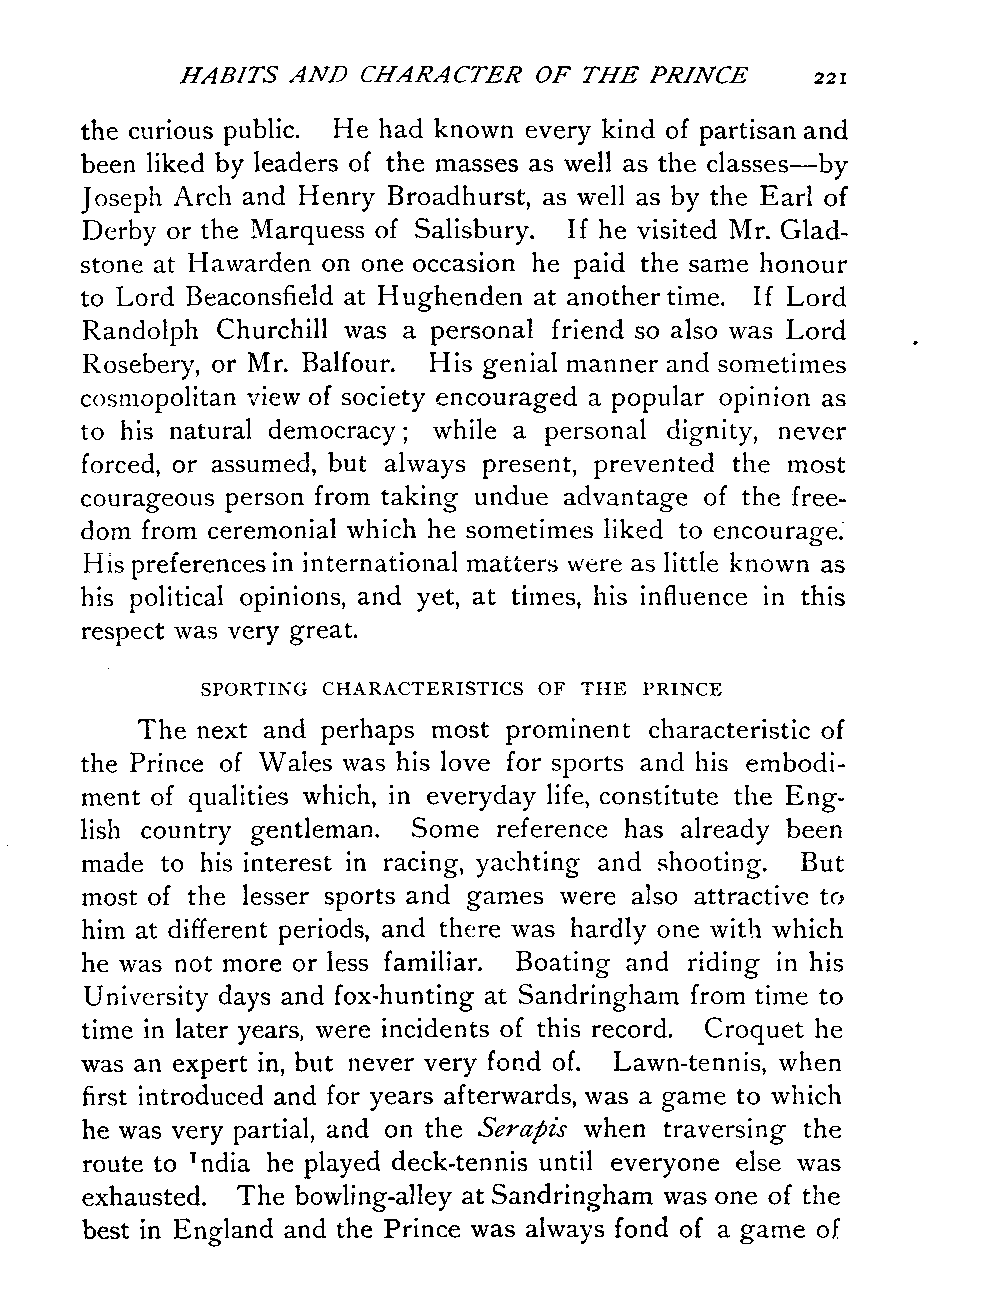 HABITS AND CHARACTER OF THE PRINCE 221
the curious public. He had known every kind of partisan and
been liked by leaders of the masses as well as the classes—by
Joseph Arch and Henry Broadhurst, as well as by the Earl of
Derby or the Marquess of Salisbury. If he visited Mr. Glad-
stone at Hawarden on one occasion he paid the same honour
to Lord Beaconsfield at Hughenden at another time. If Lord
Randolph Churchill was a personal friend so also was Lord
Rosebery, or Mr. Balfour. His genial manner and sometimes
cosmopolitan view of society encouraged a popular opinion as
to his natural democracy; while a personal dignity, never
forced, or assumed, but always present, prevented the most
courageous person from taking undue advantage of the free-
dom from ceremonial which he sometimes liked to encourage.
His preferences in international matters were as little known as
his political opinions, and yet, at times, his influence in this
respect was very great.
SPORTING CHARACTERISTICS OF THE PRINCE
The next and perhaps most prominent characteristic of
the Prince of Wales was his love for sports and his embodi-
ment of qualities which, in everyday life, constitute the Eng-
lish country gentleman. Some reference has already been
made to his interest in racing, yachting and shooting. But
most of the lesser sports and games were also attractive to
him at different periods, and there was hardly one with which
he was not more or less familiar. Boating and riding in his
University days and fox-hunting at Sandringham from time to
time in later years, were incidents of this record. Croquet he
was an expert in, but never very fond of. Lawn-tennis, when
first introduced and for years afterwards, was a game to which
he was very partial, and on the Serapis when traversing the
route to India he played deck-tennis until everyone else was
exhausted. The bowling-alley at Sandringham was one of the
best in England and the Prince was always fond of a game of